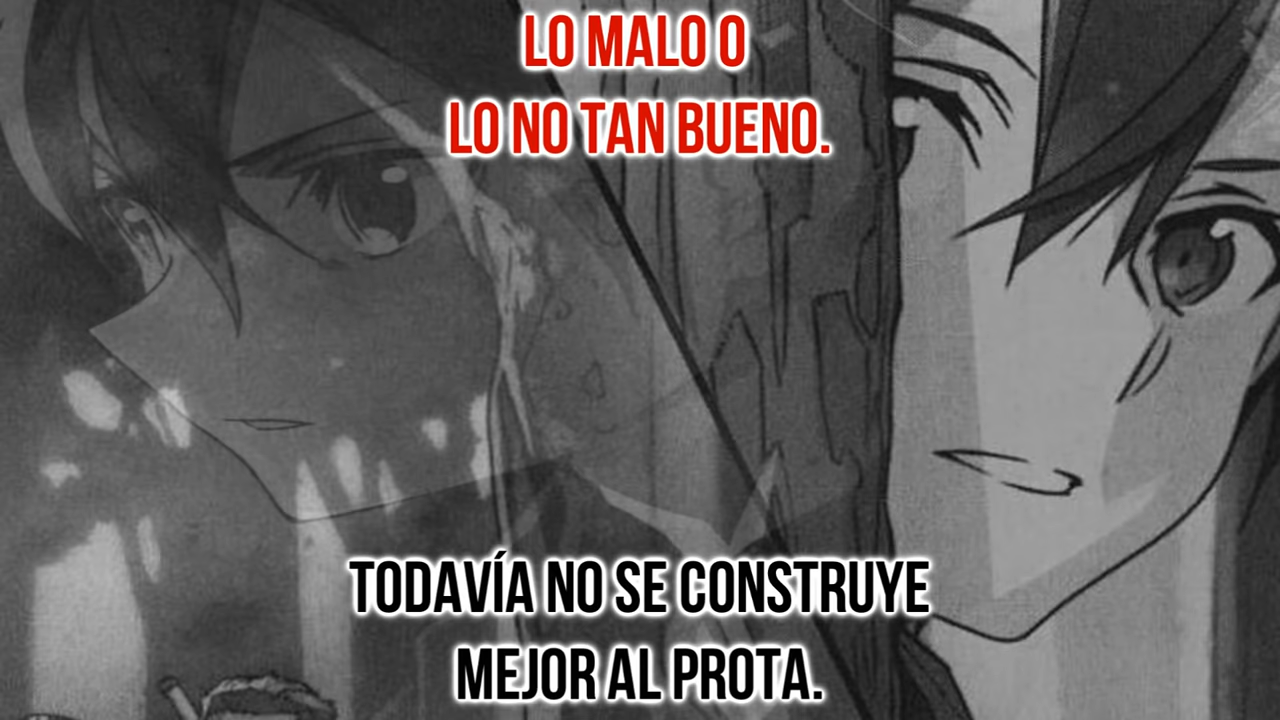 LO MALO O
LO NO TAN BUENO.
TODAVÍA NO SE CONSTRUYE
MEJOR AL PROTA.